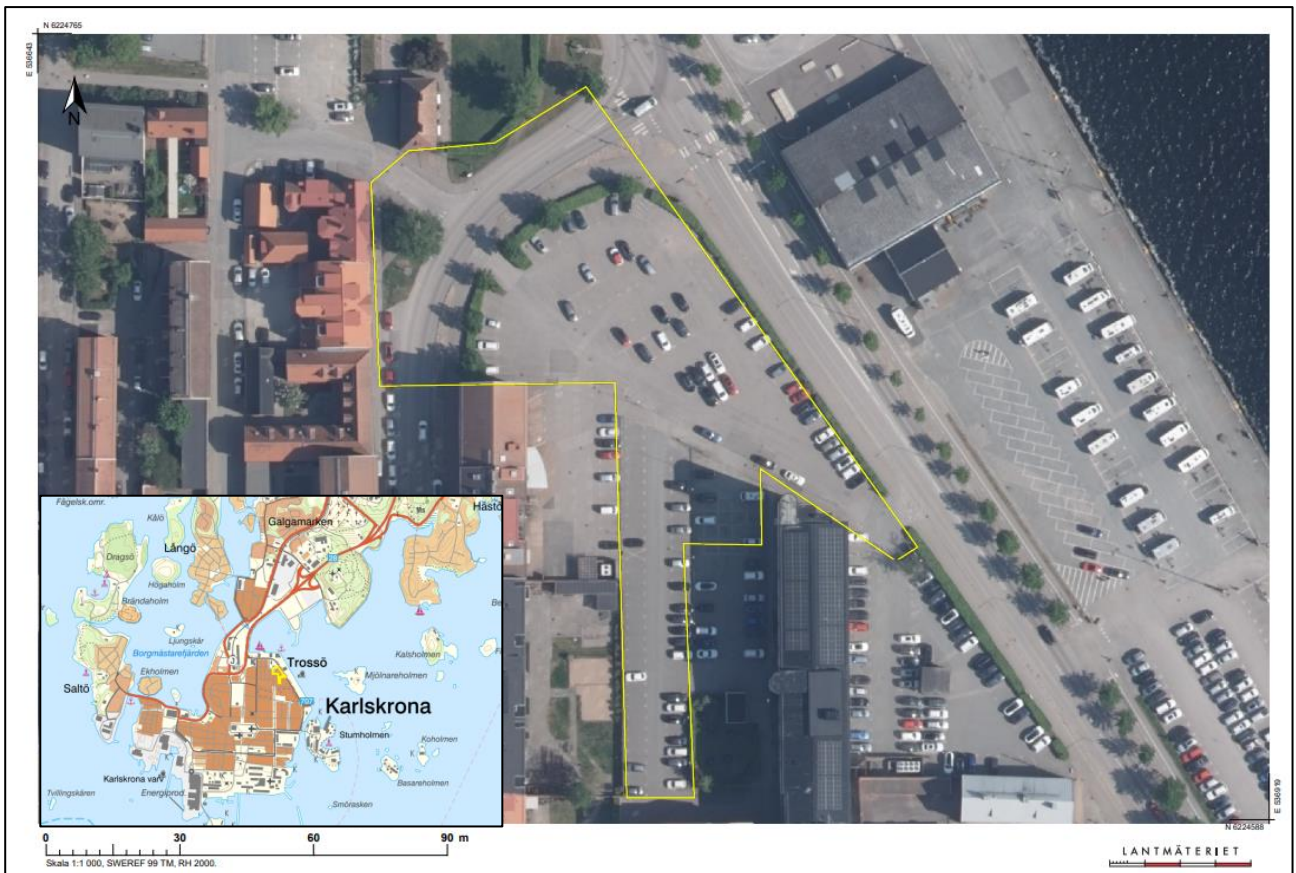 N 6224765
E 536643
N
Fågelsk.omr.
Kålö
Galgamarken
Hästö
Långö
Dragsö
Högaholm
Brändaholm
Ljungskär
Borgmästarefjärden
Kalsholmen
Trossö
Ekholmen
Mjölnareholmen
Saltö
Karlskrona
Stumholmen
Koholmen
Karlskrona varv
Basareholmen
Tvillingskären
Energiprod.
Smörasken
E 536919
N 6224588
0 30 60 90 m
Skala 1:1 000, SWEREF 99 TM, RH 2000.
LANTMÄTERIET